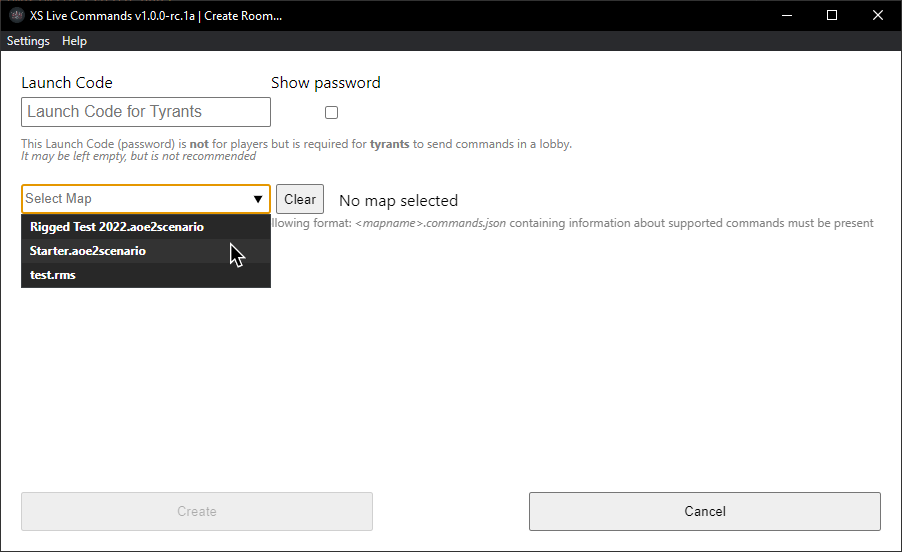 XS Live Commands v1.0.0-rc.1a | Create Room...
Settings Help
Launch Code Show password
Launch Code for Tyrants
This Launch Code (password) is not for players but is required for tyrants to send commands in a lobby.
It may be left empty, but is not recommended
Select Map Clear No map selected
llowing format: <mapname>.commands.json containing information about supported commands must be present
Rigged Test 2022.aoe2scenario
Starter.aoe2scenario
test.rms
Create Cancel